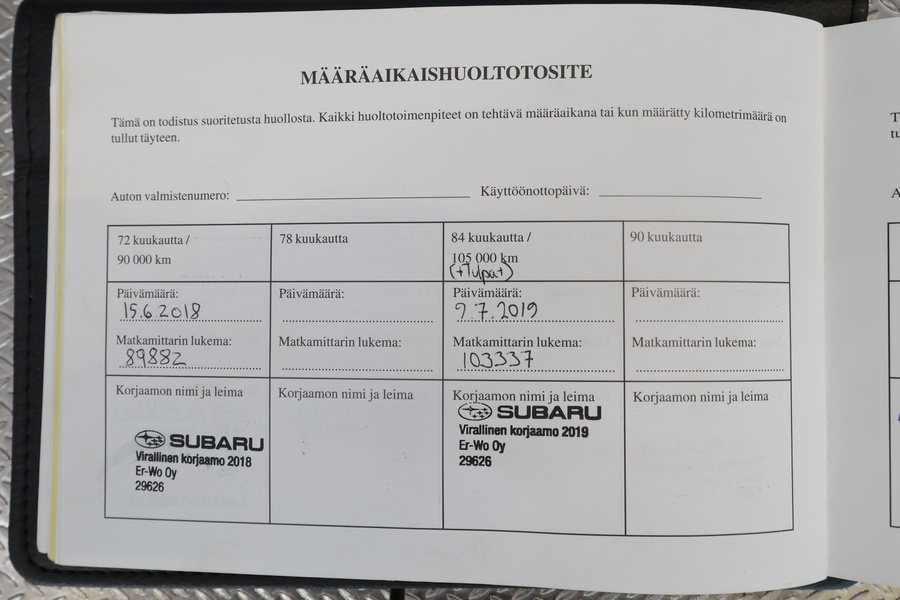 MÄÄRÄAIKAISHUOLTOTOSITE
Tämä on todistus suoritetusta huollosta. Kaikki huoltotoimenpiteet on tehtävä määräaikana tai kun määrätty kilometrimäärä on
tullut täyteen.
Auton valmistenumero:
Käyttöönottopäivä:
72 kuukautta /
90 000 km
78 kuukautta
84 kuukautta /
105 000 km
(+Tulpat)
90 kuukautta
Päivämäärä:
15.6.2018
Päivämäärä:
Päivämäärä:
9.7.2019
Päivämäärä:
Matkamittarin lukema:
89882
Matkamittarin lukema:
Matkamittarin lukema:
103337
Matkamittarin lukema:
Korjaamon nimi ja leima
SUBARU
Virallinen korjaamo 2018
Er-Wo Oy
29626
Korjaamon nimi ja leima
Korjaamon nimi ja leima
SUBARU
Virallinen korjaamo 2019
Er-Wo Oy
29626
Korjaamon nimi ja leima